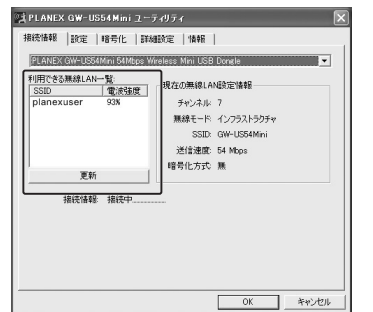 PLANEX GW-US54Mini ユーティリティ
接続情報 設定 暗号化 詳細設定 情報
PLANEX GW-US54Mini 54Mbps Wireless Mini USB Dongle
利用できる無線LAN一覧
SSID 電波強度
planexuser 93%
更新
現在の無線LAN設定情報
チャンネル: 7
無線モード: インフラストラクチャ
SSID: GW-US54Mini
送信速度: 54 Mbps
暗号化方式: 無
接続情報: 接続中..............
OK キャンセル